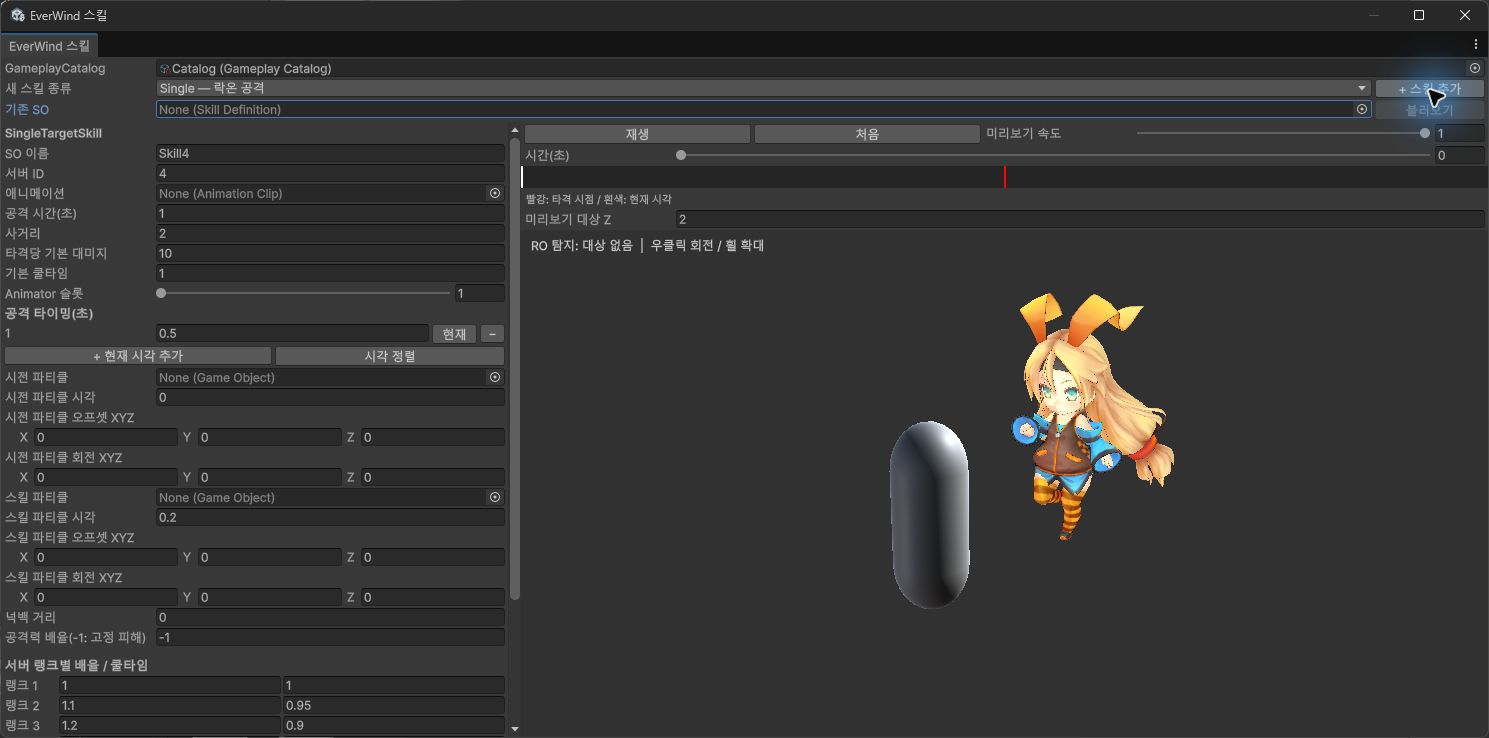 EverWind 스킬
EverWind 스킬
GameplayCatalog Catalog (Gameplay Catalog)
새 스킬 종류 Single — 락온 공격 + 스킬 추가
기존 SO None (Skill Definition) 불러오기
SingleTargetSkill
SO 이름 Skill4
서버 ID 4
애니메이션 None (Animation Clip)
공격 시간(초) 1
사거리 2
타격당 기본 대미지 10
기본 쿨타임 1
Animator 슬롯 1
공격 타이밍(초)
1 0.5 현재 -
+ 현재 시각 추가 시각 정렬
시전 파티클 None (Game Object)
시전 파티클 시각 0
시전 파티클 오프셋 XYZ
X 0 Y 0 Z 0
시전 파티클 회전 XYZ
X 0 Y 0 Z 0
스킬 파티클 None (Game Object)
스킬 파티클 시각 0.2
스킬 파티클 오프셋 XYZ
X 0 Y 0 Z 0
스킬 파티클 회전 XYZ
X 0 Y 0 Z 0
넉백 거리 0
공격력 배율(-1: 고정 피해) -1
서버 랭크별 배율 / 쿨타임
랭크 1 1 1
랭크 2 1.1 0.95
랭크 3 1.2 0.9
재생 처음 미리보기 속도 1
시간(초) 0
빨강: 타격 시점 / 흰색: 현재 시각
미리보기 대상 Z 2
RO 탐지: 대상 없음 | 우클릭 회전 / 휠 확대